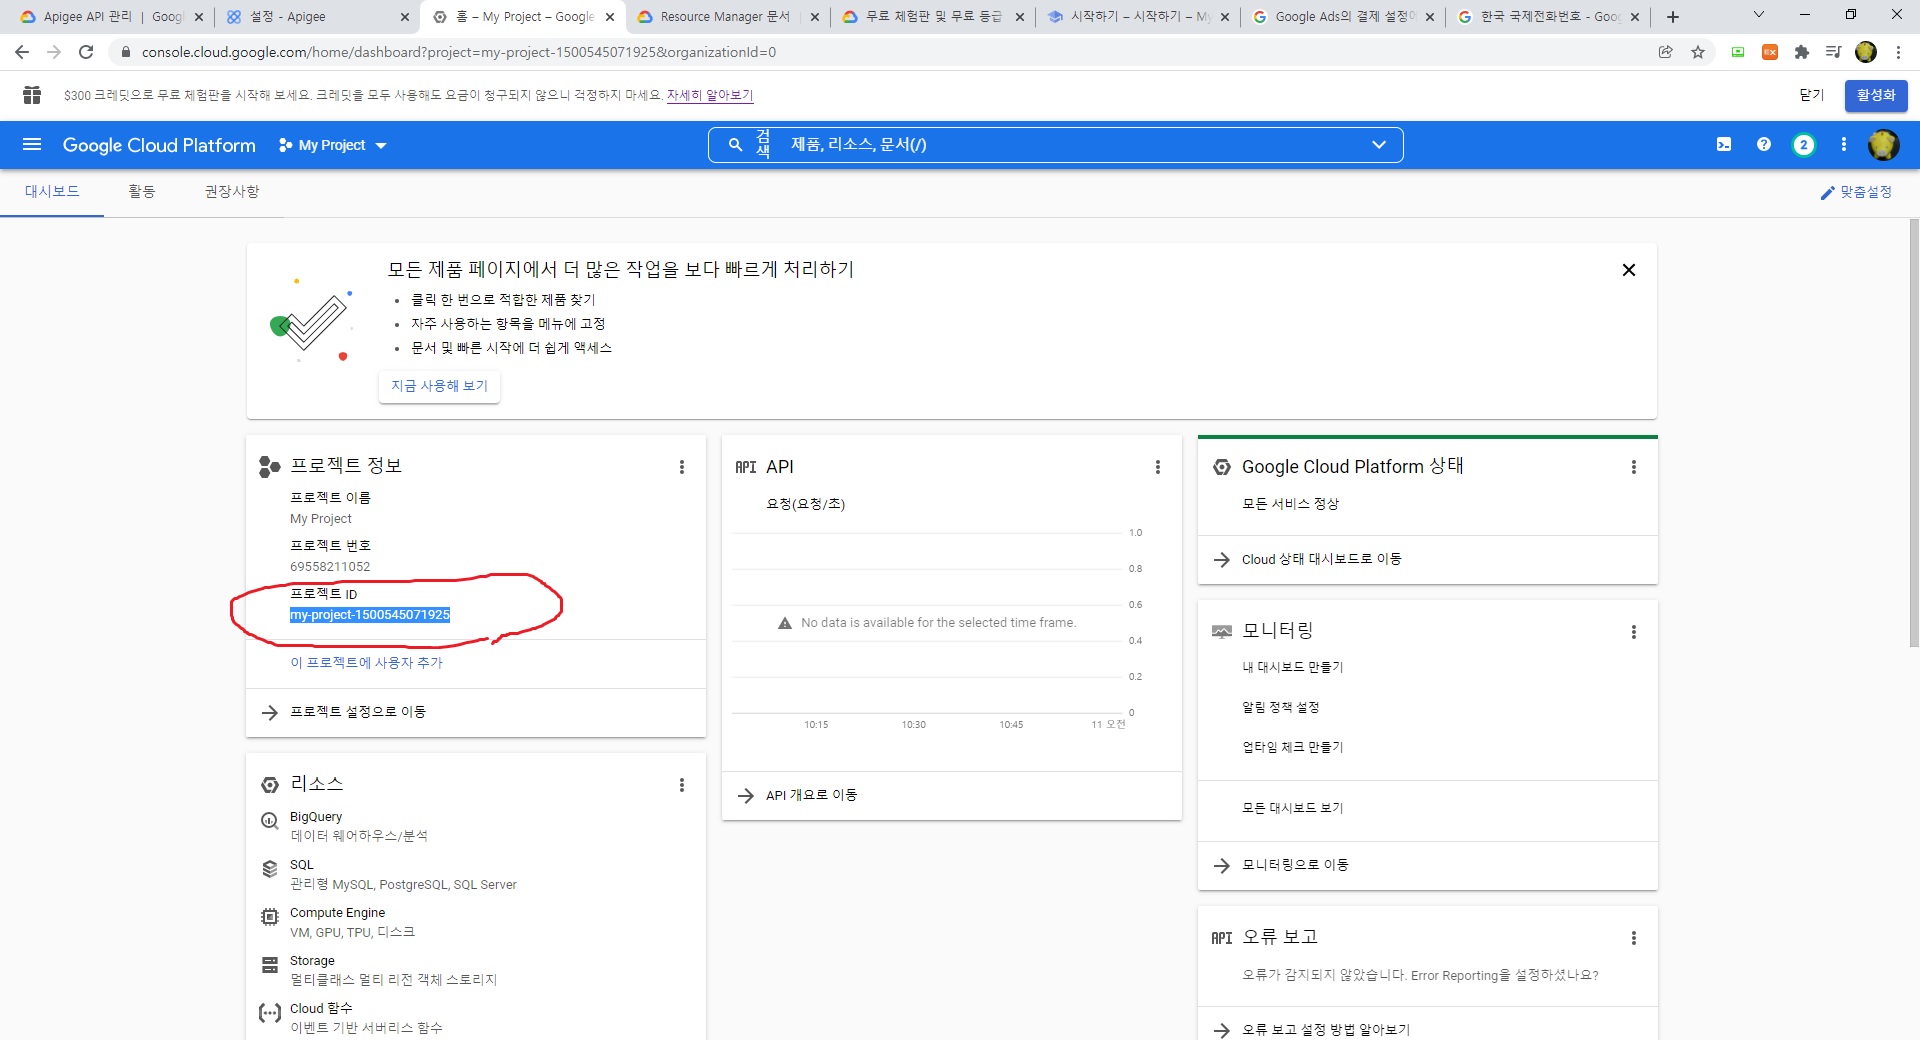 Apigee API 관리 | Googl
설정 - Apigee
홈 – My Project – Google
Resource Manager 문서
무료 체험판 및 무료 등급
시작하기 – 시작하기 – My
Google Ads의 결제 설정에
한국 국제전화번호 - Goog
console.cloud.google.com/home/dashboard?project=my-project-1500545071925&organizationId=0
$300 크레딧으로 무료 체험판을 시작해 보세요. 크레딧을 모두 사용해도 요금이 청구되지 않으니 걱정하지 마세요. 자세히 알아보기
닫기
활성화
Google Cloud Platform
My Project
검색
제품, 리소스, 문서(/)
2
대시보드
활동
권장사항
맞춤설정
모든 제품 페이지에서 더 많은 작업을 보다 빠르게 처리하기
• 클릭 한 번으로 적합한 제품 찾기
• 자주 사용하는 항목을 메뉴에 고정
• 문서 및 빠른 시작에 더 쉽게 액세스
지금 사용해 보기
프로젝트 정보
프로젝트 이름
My Project
프로젝트 번호
69558211052
프로젝트 ID
my-project-1500545071925
이 프로젝트에 사용자 추가
프로젝트 설정으로 이동
리소스
BigQuery
데이터 웨어하우스/분석
SQL
관리형 MySQL, PostgreSQL, SQL Server
Compute Engine
VM, GPU, TPU, 디스크
Storage
멀티클래스 멀티 리전 객체 스토리지
Cloud 함수
이벤트 기반 서버리스 함수
API API
요청(요청/초)
1.0
0.8
0.6
No data is available for the selected time frame.
0.4
0.2
0
10:15 10:30 10:45 11 오전
API 개요로 이동
Google Cloud Platform 상태
모든 서비스 정상
Cloud 상태 대시보드로 이동
모니터링
내 대시보드 만들기
알림 정책 설정
업타임 체크 만들기
모든 대시보드 보기
모니터링으로 이동
API 오류 보고
오류가 감지되지 않았습니다. Error Reporting을 설정하셨나요?
오류 보고 설정 방법 알아보기